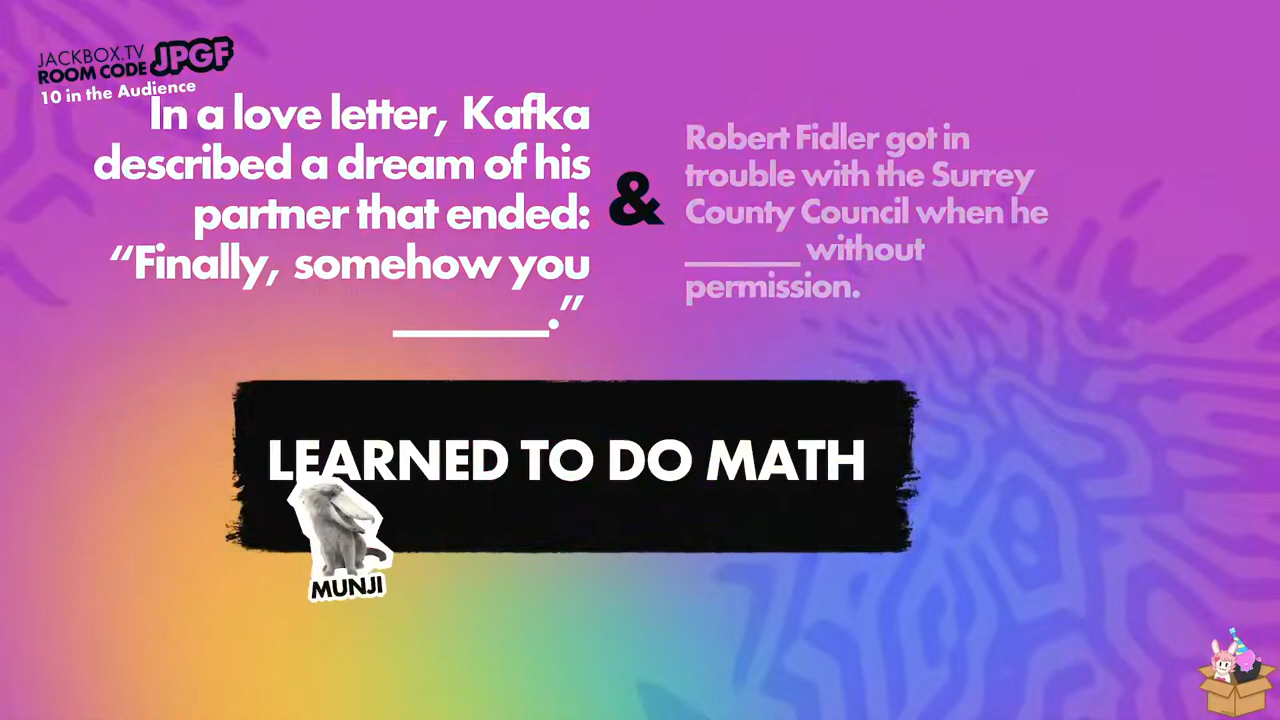 JACKBOX.TV
ROOM CODE JPGF
10 in the Audience
In a love letter, Kafka
described a dream of his
partner that ended:
“Finally, somehow you
________.”
&
Robert Fidler got in
trouble with the Surrey
County Council when he
________ without
permission.
LEARNED TO DO MATH
MUNJI